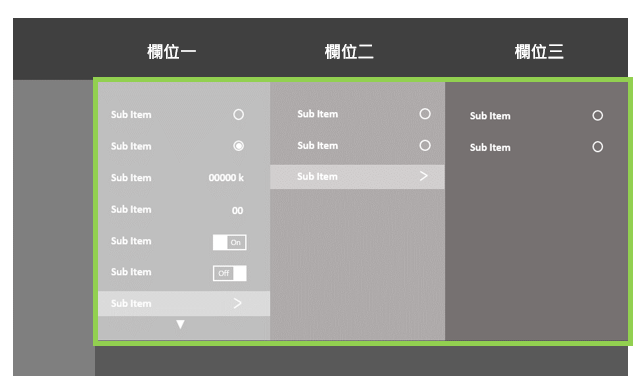 欄位一 欄位二 欄位三
Sub Item
Sub Item
Sub Item 00000 k
Sub Item 00
Sub Item On
Sub Item Off
Sub Item >
Sub Item
Sub Item
Sub Item >
Sub Item
Sub Item